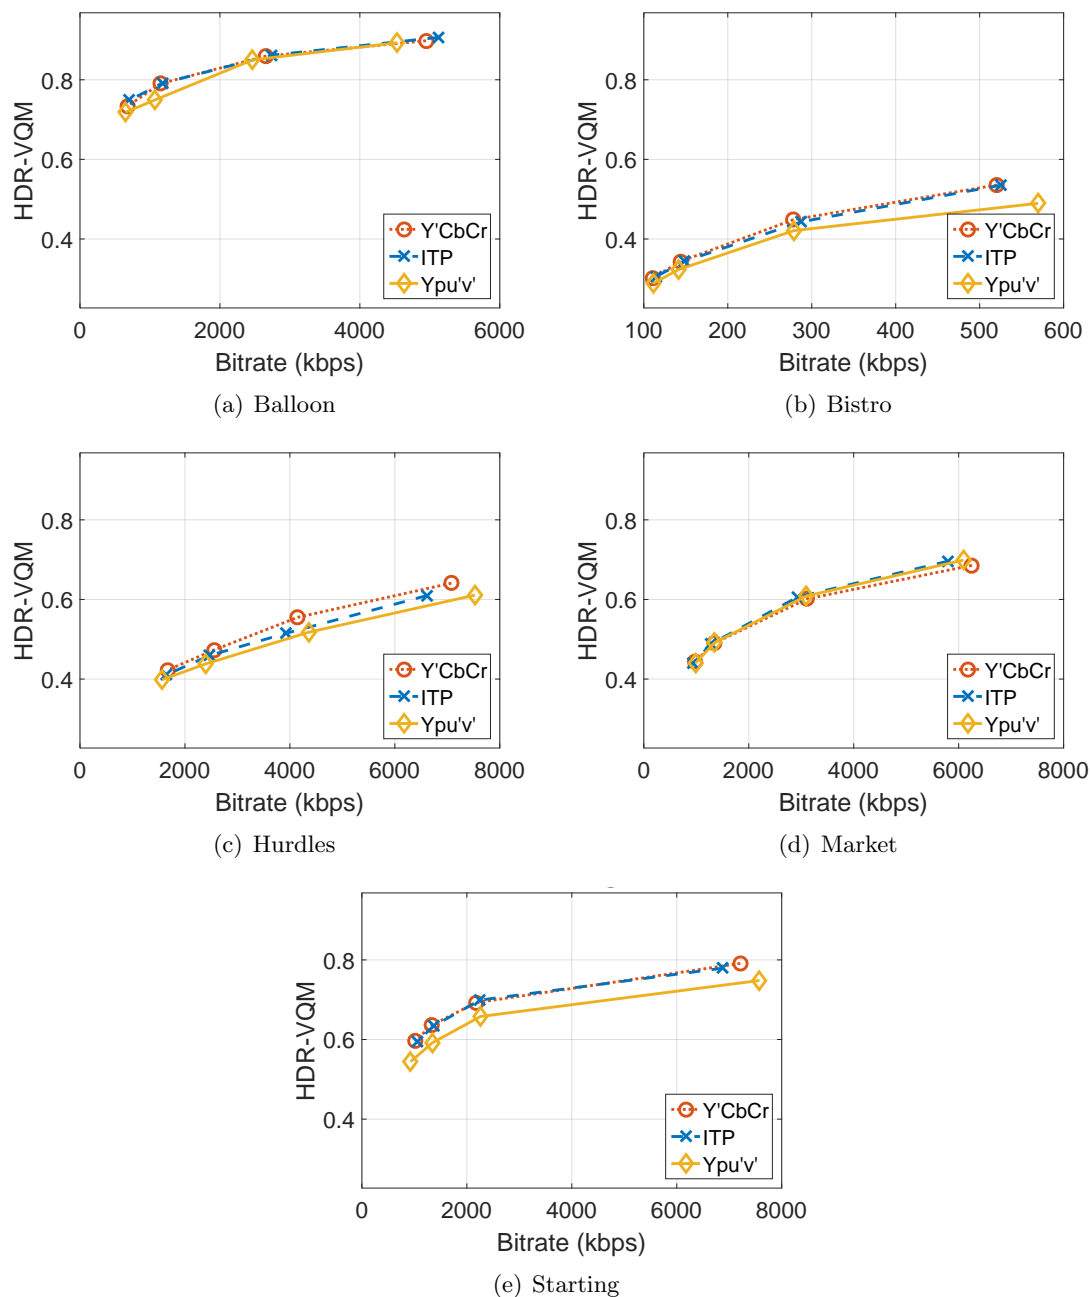 HDR-VQM
0.8
0.6
0.4
Y'CbCr
ITP
Ypu'v'
0 2000 4000 6000
Bitrate (kbps)
(a) Balloon
HDR-VQM
0.8
0.6
0.4
Y'CbCr
ITP
Ypu'v'
100 200 300 400 500 600
Bitrate (kbps)
(b) Bistro
HDR-VQM
0.8
0.6
0.4
Y'CbCr
ITP
Ypu'v'
0 2000 4000 6000 8000
Bitrate (kbps)
(c) Hurdles
HDR-VQM
0.8
0.6
0.4
Y'CbCr
ITP
Ypu'v'
0 2000 4000 6000 8000
Bitrate (kbps)
(d) Market
HDR-VQM
0.8
0.6
0.4
Y'CbCr
ITP
Ypu'v'
0 2000 4000 6000 8000
Bitrate (kbps)
(e) Starting